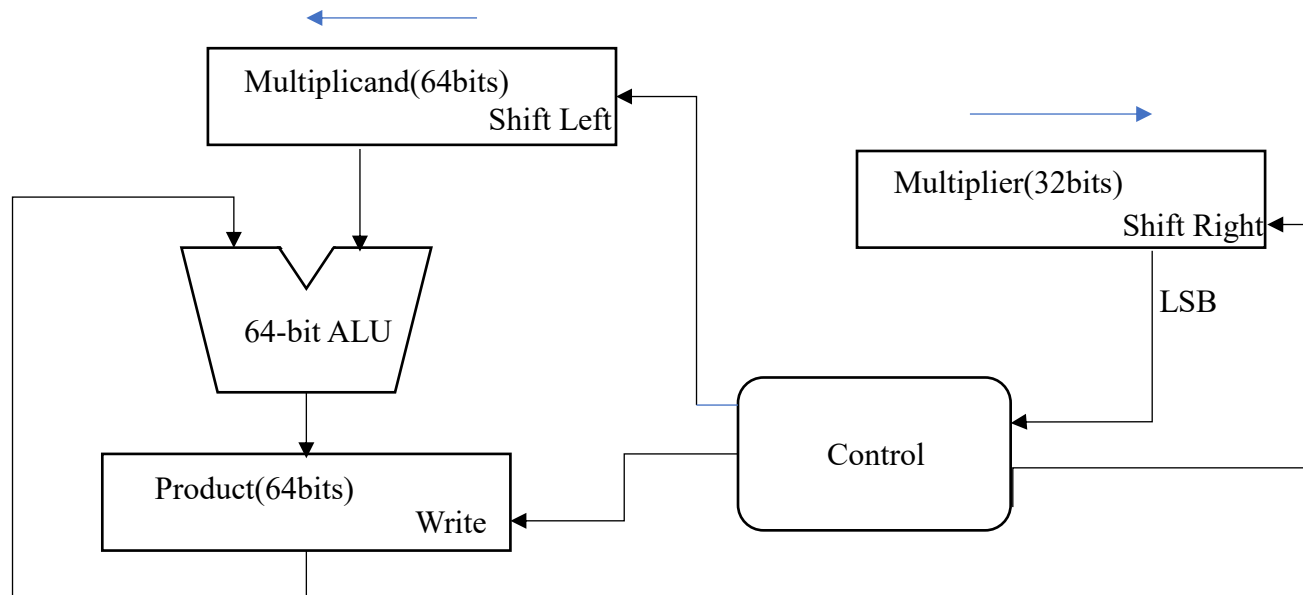 Multiplicand(64bits)
Shift Left
Multiplier(32bits)
Shift Right
LSB
64-bit ALU
Control
Product(64bits)
Write